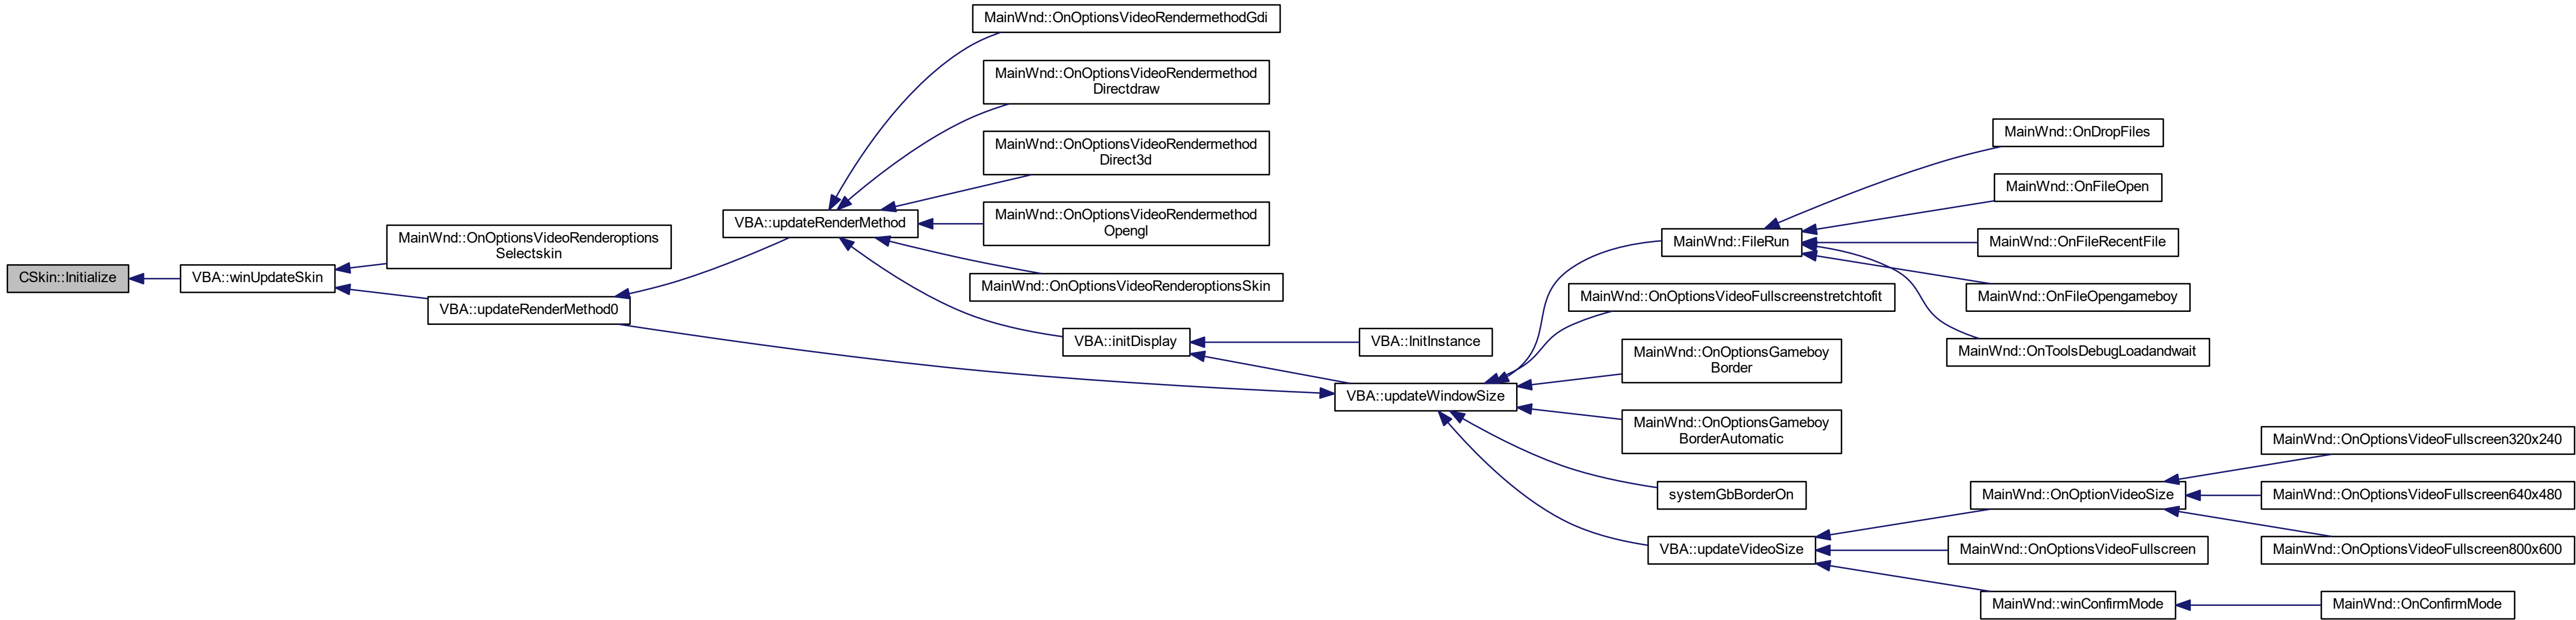 CSkin::Initialize
VBA::winUpdateSkin
MainWnd::OnOptionsVideoRenderoptions
Selectskin
VBA::updateRenderMethod0
VBA::updateRenderMethod
MainWnd::OnOptionsVideoRendermethodGdi
MainWnd::OnOptionsVideoRendermethod
Directdraw
MainWnd::OnOptionsVideoRendermethod
Direct3d
MainWnd::OnOptionsVideoRendermethod
Opengl
MainWnd::OnOptionsVideoRenderoptionsSkin
VBA::initDisplay
VBA::InitInstance
VBA::updateWindowSize
MainWnd::FileRun
MainWnd::OnOptionsVideoFullscreenstretchtofit
MainWnd::OnOptionsGameboy
Border
MainWnd::OnOptionsGameboy
BorderAutomatic
systemGbBorderOn
VBA::updateVideoSize
MainWnd::OnDropFiles
MainWnd::OnFileOpen
MainWnd::OnFileRecentFile
MainWnd::OnFileOpengameboy
MainWnd::OnToolsDebugLoadandwait
MainWnd::OnOptionVideoSize
MainWnd::OnOptionsVideoFullscreen
MainWnd::winConfirmMode
MainWnd::OnOptionsVideoFullscreen320x240
MainWnd::OnOptionsVideoFullscreen640x480
MainWnd::OnOptionsVideoFullscreen800x600
MainWnd::OnConfirmMode